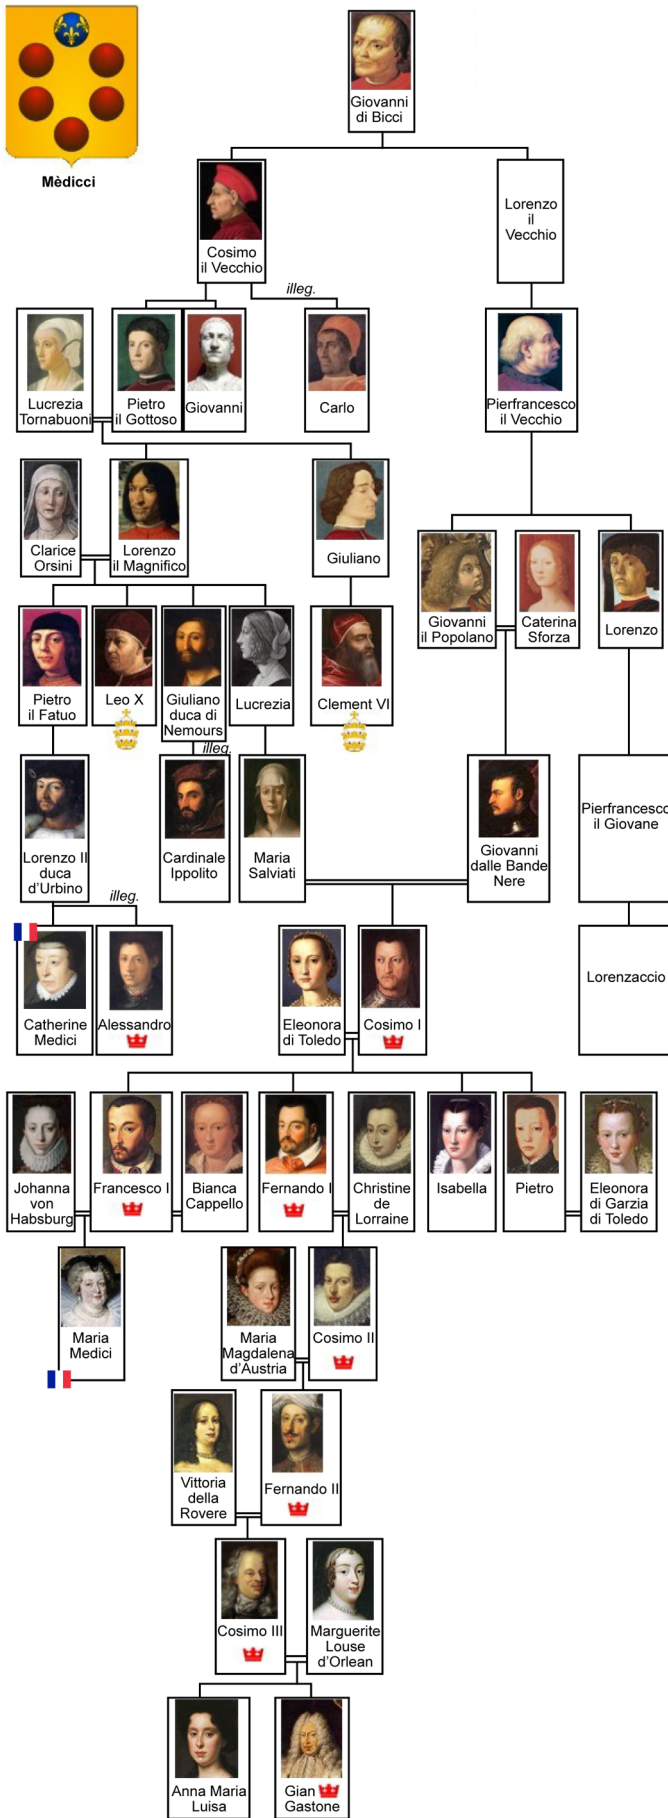 Giovanni
di Bicci
Mèdicci
Cosimo
il Vecchio
Lorenzo
il
Vecchio
illeg.
Lucrezia
Tornabuoni
Pietro
il Gottoso
Giovanni
Carlo
Pierfrancesco
il Vecchio
Clarice
Orsini
Lorenzo
il Magnifico
Giuliano
Giovanni
il Popolano
Caterina
Sforza
Lorenzo
Pietro
il Fatuo
Leo X
Giuliano
duca di
Nemours
Lucrezia
Clement VI
illeg.
Lorenzo II
duca
d'Urbino
Cardinale
Ippolito
Maria
Salviati
Giovanni
dalle Bande
Nere
Pierfrancesco
il Giovane
illeg.
Catherine
Medici
Alessandro
Eleonora
di Toledo
Cosimo I
Lorenzaccio
Johanna
von
Habsburg
Francesco I
Bianca
Cappello
Fernando I
Christine
de
Lorraine
Isabella
Pietro
Eleonora
di Garzia
di Toledo
Maria
Medici
Maria
Magdalena
d'Austria
Cosimo II
Vittoria
della
Rovere
Fernando II
Cosimo III
Marguerite
Louse
d'Orlean
Anna Maria
Luisa
Gian
Gastone